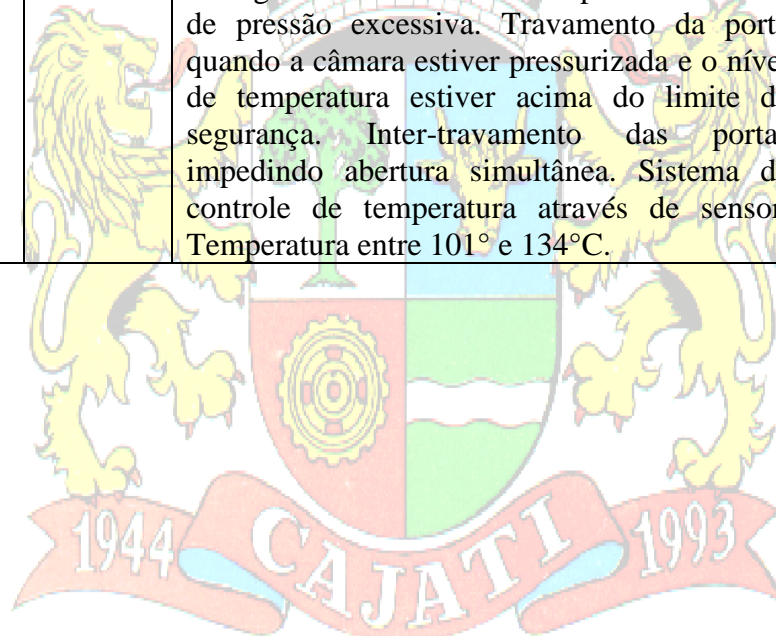 de pressão excessiva. Travamento da port
quando a câmara estiver pressurizada e o níve
de temperatura estiver acima do limite d
segurança. Inter-travamento das porta
impedindo abertura simultânea. Sistema d
controle de temperatura através de sensor
Temperatura entre 101° e 134°C.
1944 CAJATI 1993